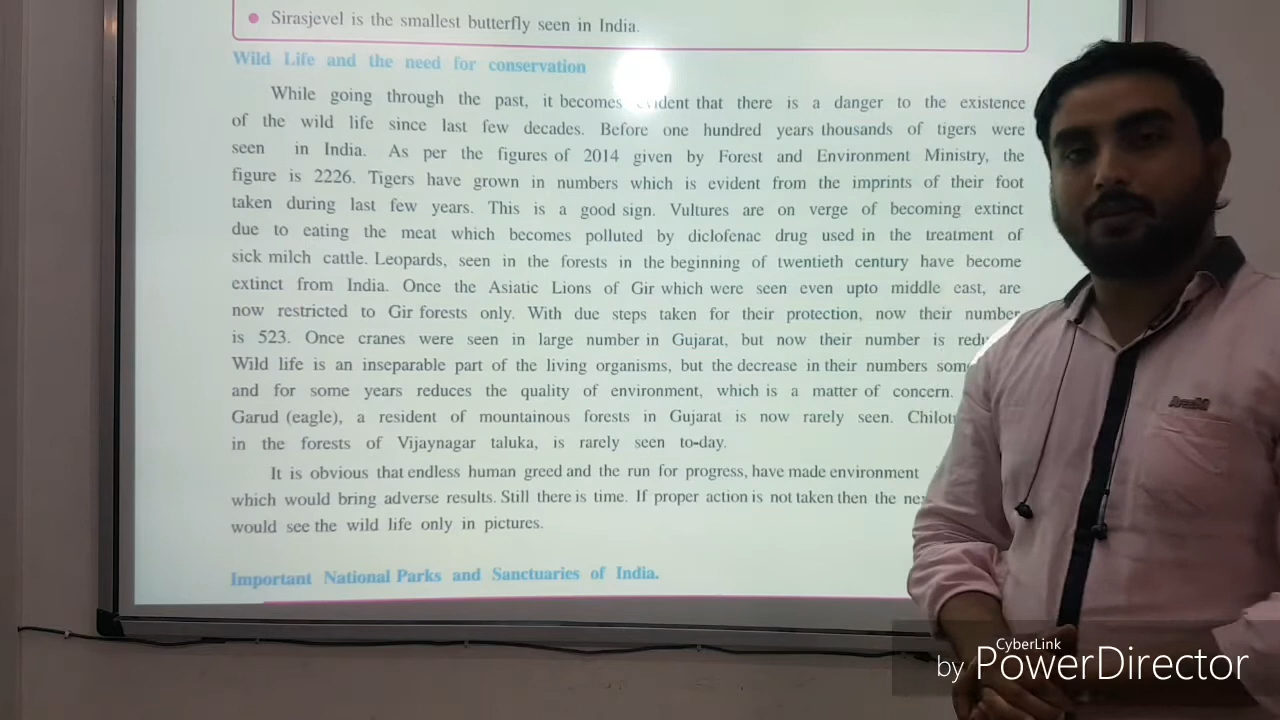 Sirasjevel is the smallest butterfly seen in India.
Wild Life and the need for conservation
While going through the past, it becomes evident that there is a danger to the existence
of the wild life since last few decades. Before one hundred years thousands of tigers were
seen in India. As per the figures of 2014 given by Forest and Environment Ministry, the
figure is 2226. Tigers have grown in numbers which is evident from the imprints of their foot
taken during last few years. This is a good sign. Vultures are on verge of becoming extinct
due to eating the meat which becomes polluted by diclofenac drug used in the treatment of
sick milch cattle. Leopards, seen in the forests in the beginning of twentieth century have become
extinct from India. Once the Asiatic Lions of Gir which were seen even upto middle east, are
now restricted to Gir forests only. With due steps taken for their protection, now their number
is 523. Once cranes were seen in large number in Gujarat, but now their number is
Wild life is an inseparable part of the living organisms, but the decrease in their numbers
and for some years reduces the quality of environment, which is a matter of concern.
Garud (eagle), a resident of mountainous forests in Gujarat is now rarely seen.
in the forests of Vijaynagar taluka, is rarely seen to-day.
It is obvious that endless human greed and the run for progress, have made environment
which would bring adverse results. Still there is time. If proper action is not taken then the
would see the wild life only in pictures.
Important National Parks and Sanctuaries of India.
CyberLink
by PowerDirector